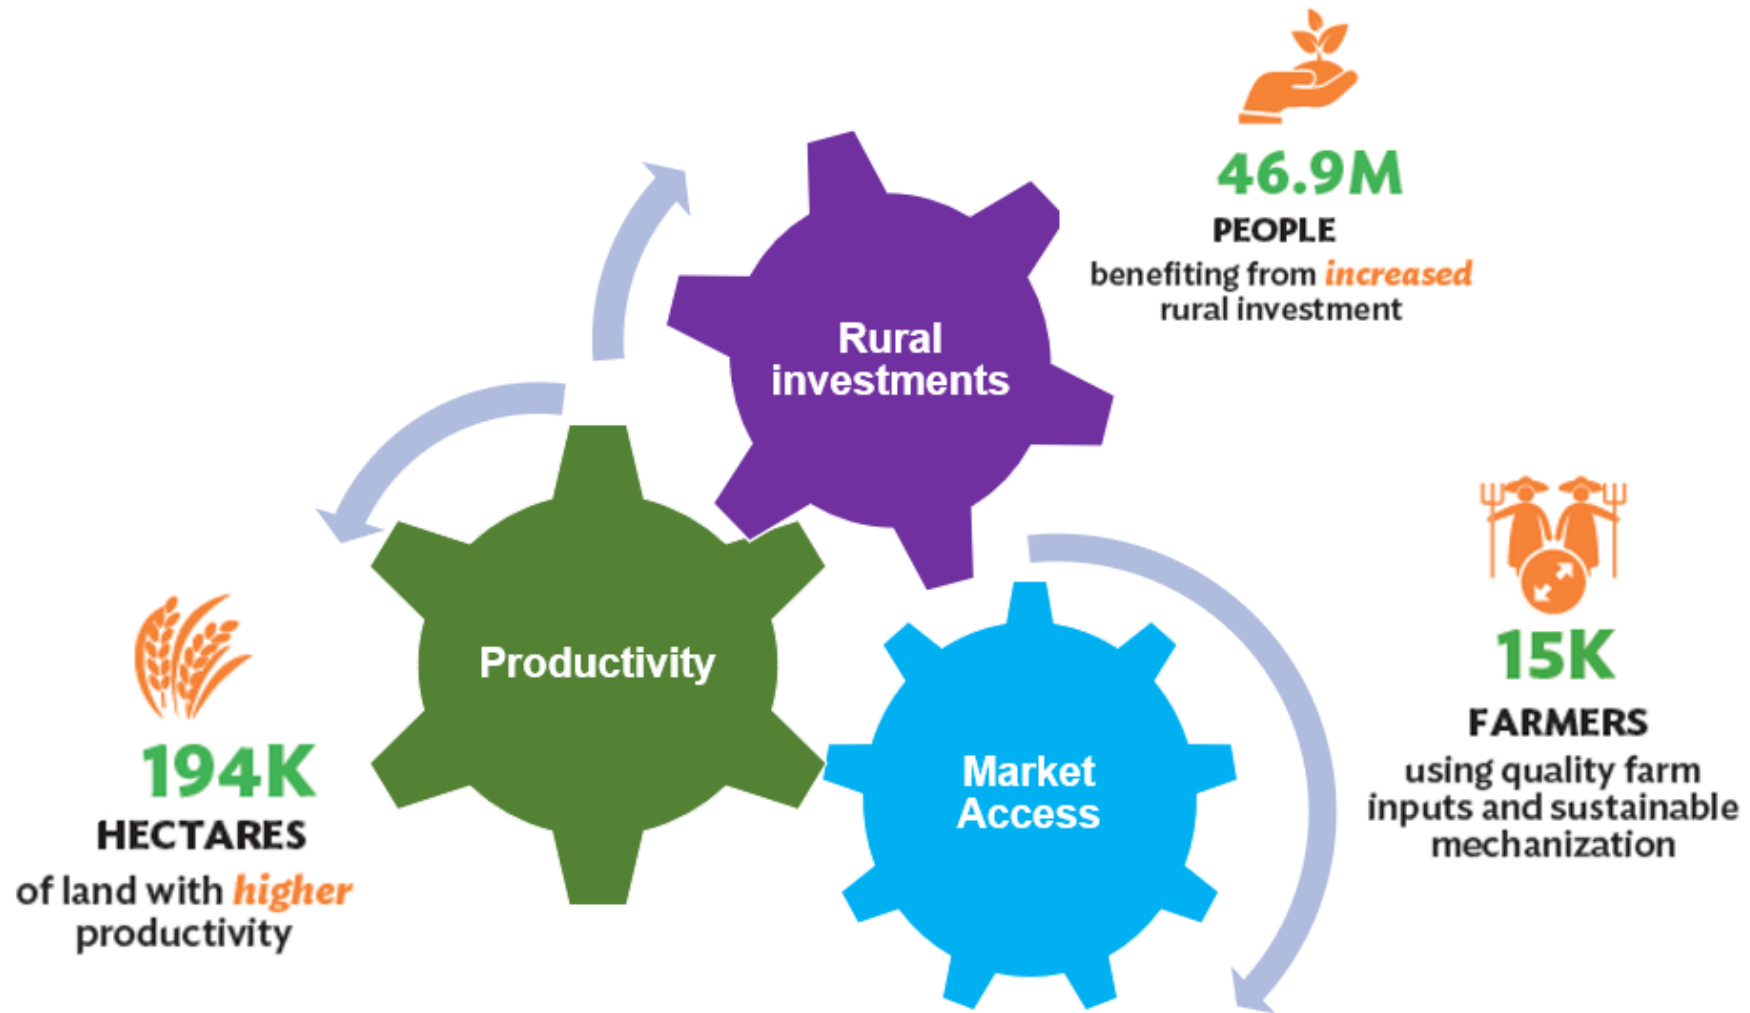 46.9M
PEOPLE
benefiting from increased
rural investment
Rural
investments
Productivity
194K
HECTARES
of land with higher
productivity
Market
Access
15K
FARMERS
using quality farm
inputs and sustainable
mechanization